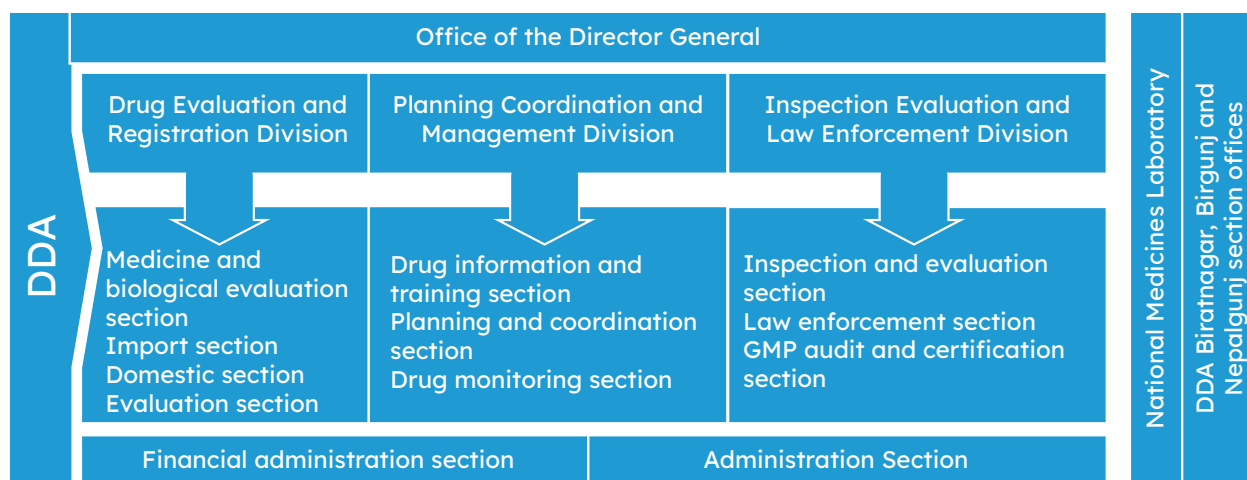 Office of the Director General
DDA
Drug Evaluation and
Registration Division
Planning Coordination and
Management Division
Inspection Evaluation and
Law Enforcement Division
Medicine and
biological evaluation
section
Import section
Domestic section
Evaluation section
Drug information and
training section
Planning and coordination
section
Drug monitoring section
Inspection and evaluation
section
Law enforcement section
GMP audit and certification
section
Financial administration section
Administration Section
National Medicines Laboratory
DDA Biratnagar, Birgunj and
Nepalgunj section offices